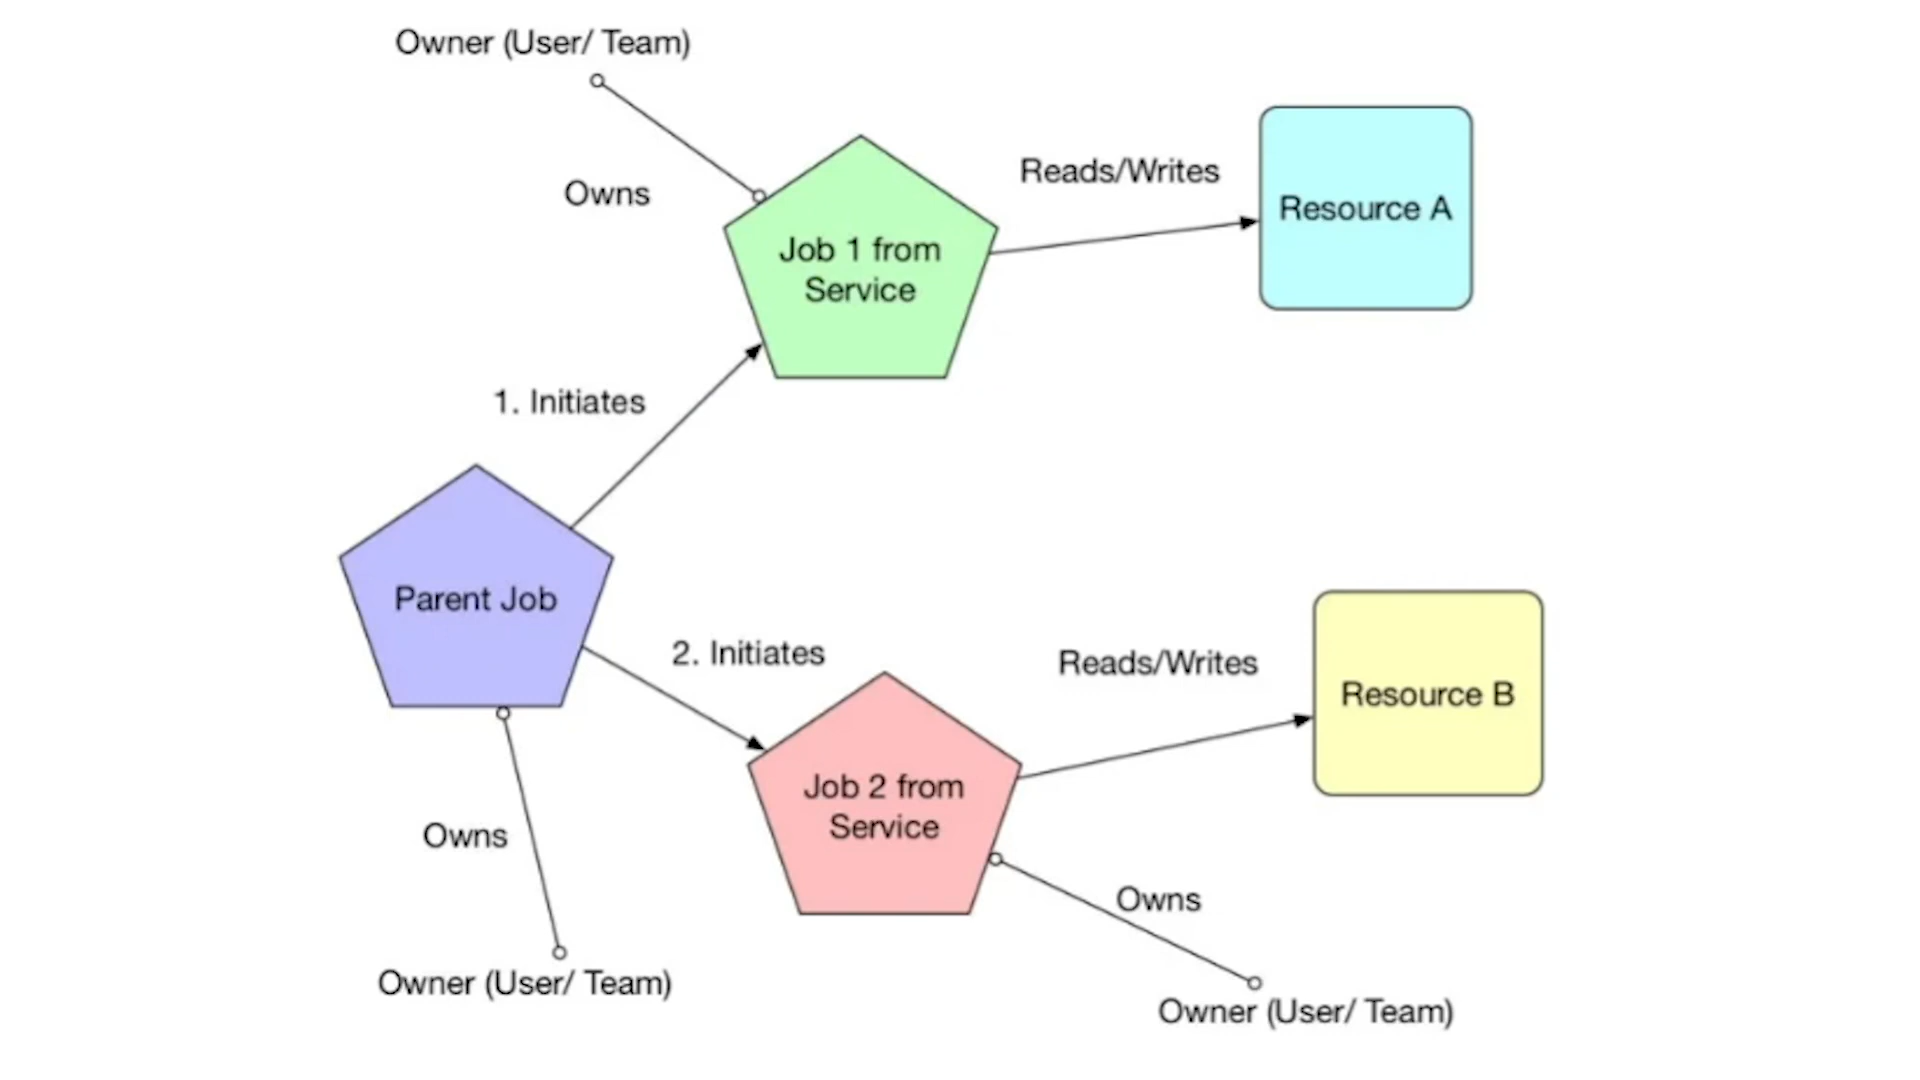 Owner (User/ Team)
Owns
Job 1 from
Service
Reads/Writes
Resource A
1. Initiates
Parent Job
2. Initiates
Job 2 from
Service
Reads/Writes
Resource B
Owns
Owner (User/ Team)
Owns
Owner (User/ Team)